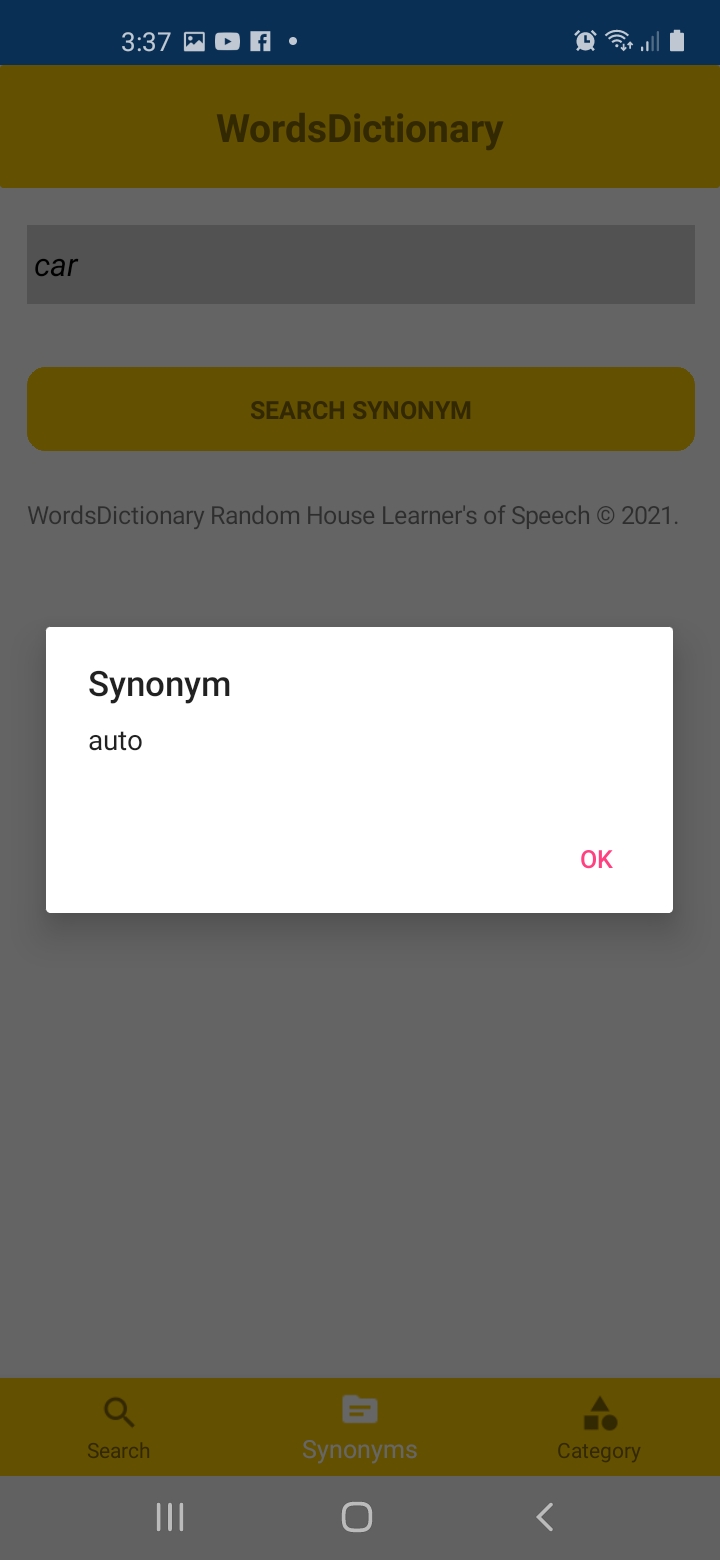 3:37
WordsDictionary
car
SEARCH SYNONYM
WordsDictionary Random House Learner's of Speech © 2021.
Synonym
auto
OK
Search
Synonyms
Category